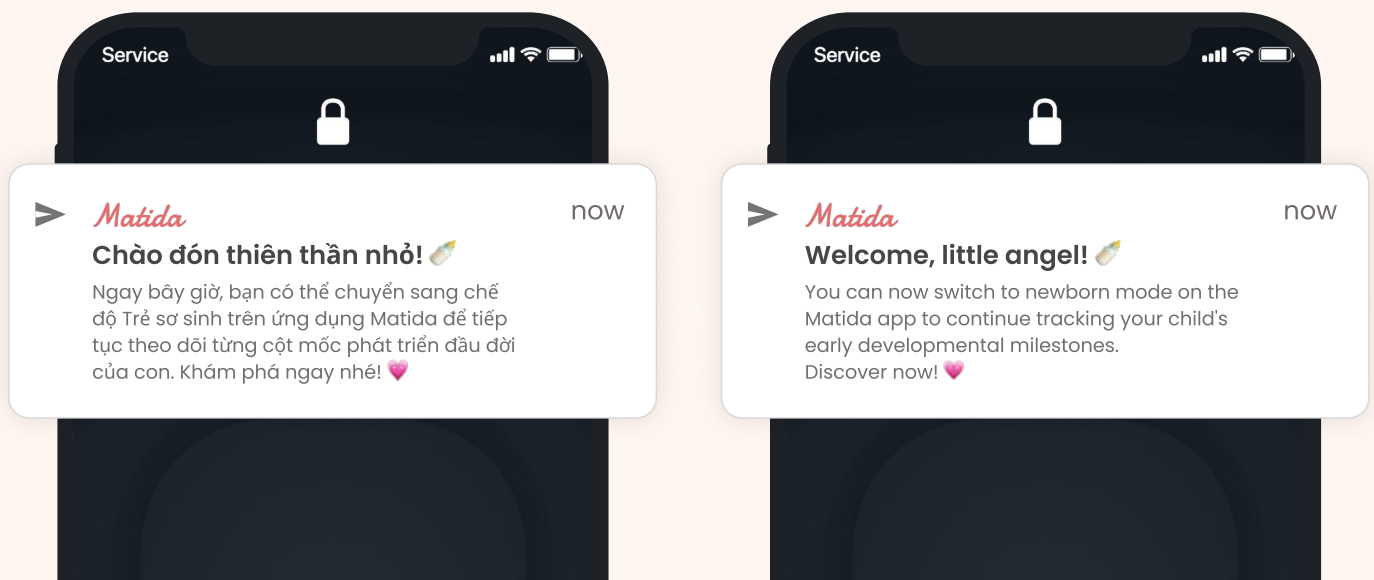 Service
Matida
now
Chào đón thiên thần nhỏ! 🍼
Ngay bây giờ, bạn có thể chuyển sang chế
độ Trẻ sơ sinh trên ứng dụng Matida để tiếp
tục theo dõi từng cột mốc phát triển đầu đời
của con. Khám phá ngay nhé! 💗
Service
Matida
now
Welcome, little angel! 🍼
You can now switch to newborn mode on the
Matida app to continue tracking your child's
early developmental milestones.
Discover now! 💗